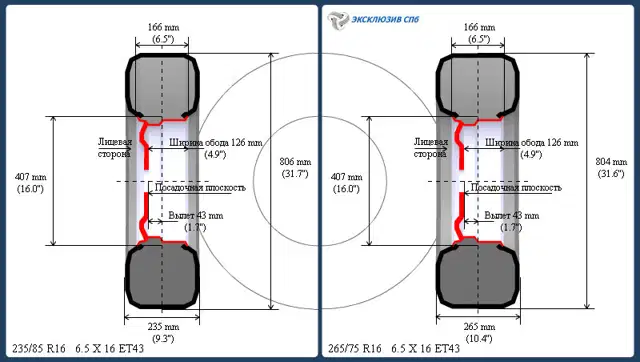 ЭКСКЛЮЗИВ СПб
166 mm
(6.5")
Лицевая
сторона
Ширина обода 126 mm
(4.9")
407 mm
(16.0")
806 mm
(31.7")
Посадочная плоскость
Вылет 43 mm
(1.7")
235 mm
(9.3")
235/85 R16 6.5 X 16 ET43
166 mm
(6.5")
Лицевая
сторона
Ширина обода 126 mm
(4.9")
407 mm
(16.0")
804 mm
(31.6")
Посадочная плоскость
Вылет 43 mm
(1.7")
265 mm
(10.4")
265/75 R16 6.5 X 16 ET43